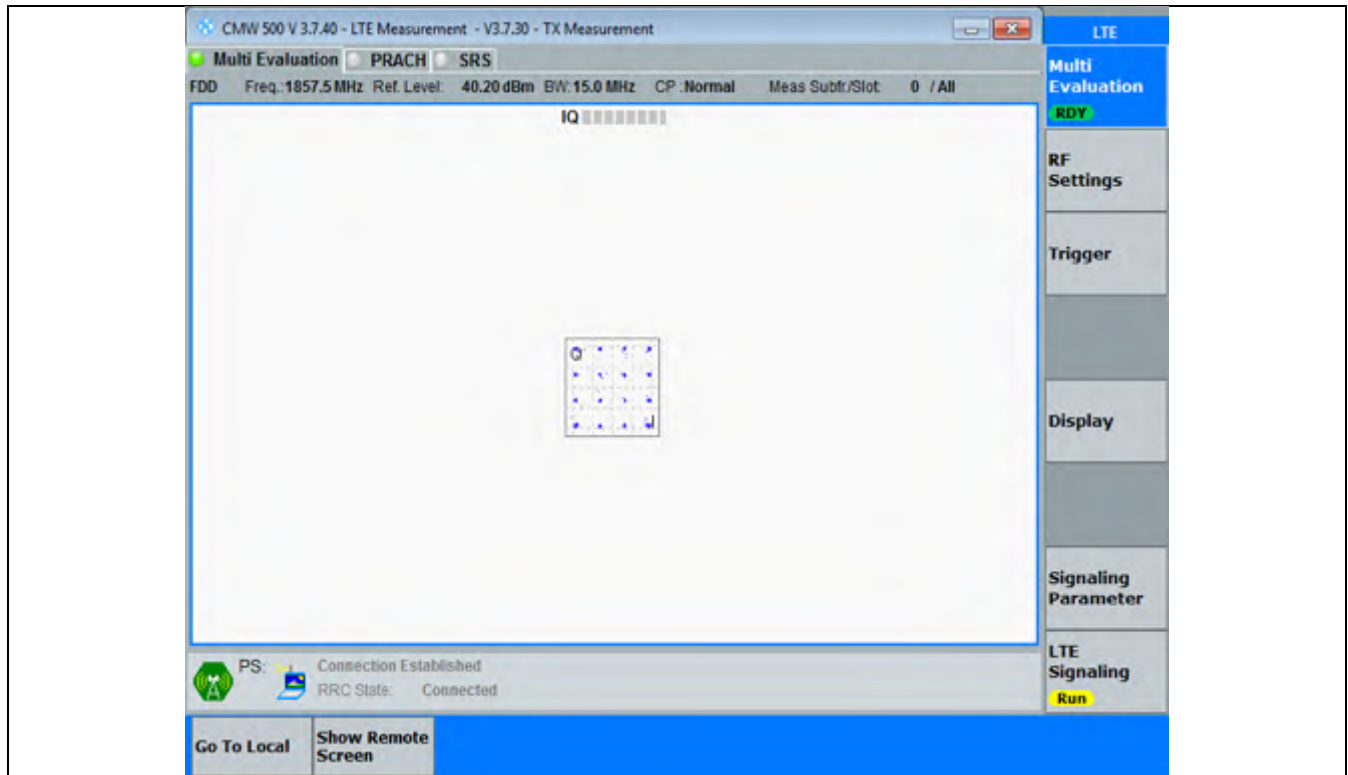 CMW 500 V 3.7.40 - LTE Measurement - V3.7.30 - TX Measurement
LTE
Multi Evaluation PRACH SRS
FDD Freq.:1857.5 MHz Ref. Level: 40.20 dBm BW: 15.0 MHz CP :Normal Meas Subfr./Slot: 0 / All
IQ
Multi
Evaluation
RDY
RF
Settings
Trigger
Display
Signaling
Parameter
LTE
Signaling
Run
Q
I
PS: Connection Established
RRC State: Connected
Go To Local
Show Remote
Screen